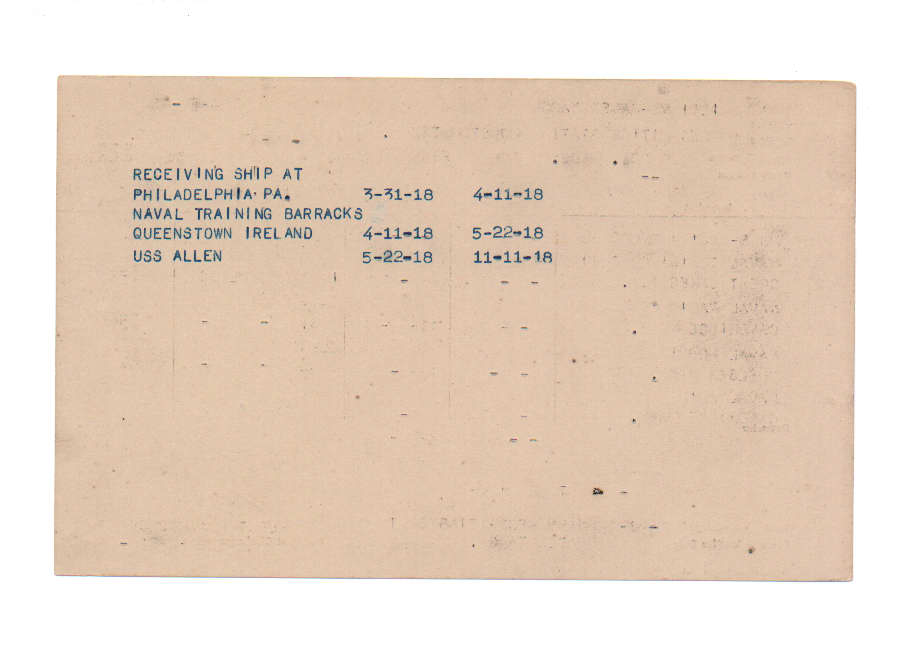 RECEIVING SHIP AT
PHILADELPHIA PA. 3-31-18 4-11-18
NAVAL TRAINING BARRACKS
QUEENSTOWN IRELAND 4-11-18 5-22-18
USS ALLEN 5-22-18 11-11-18